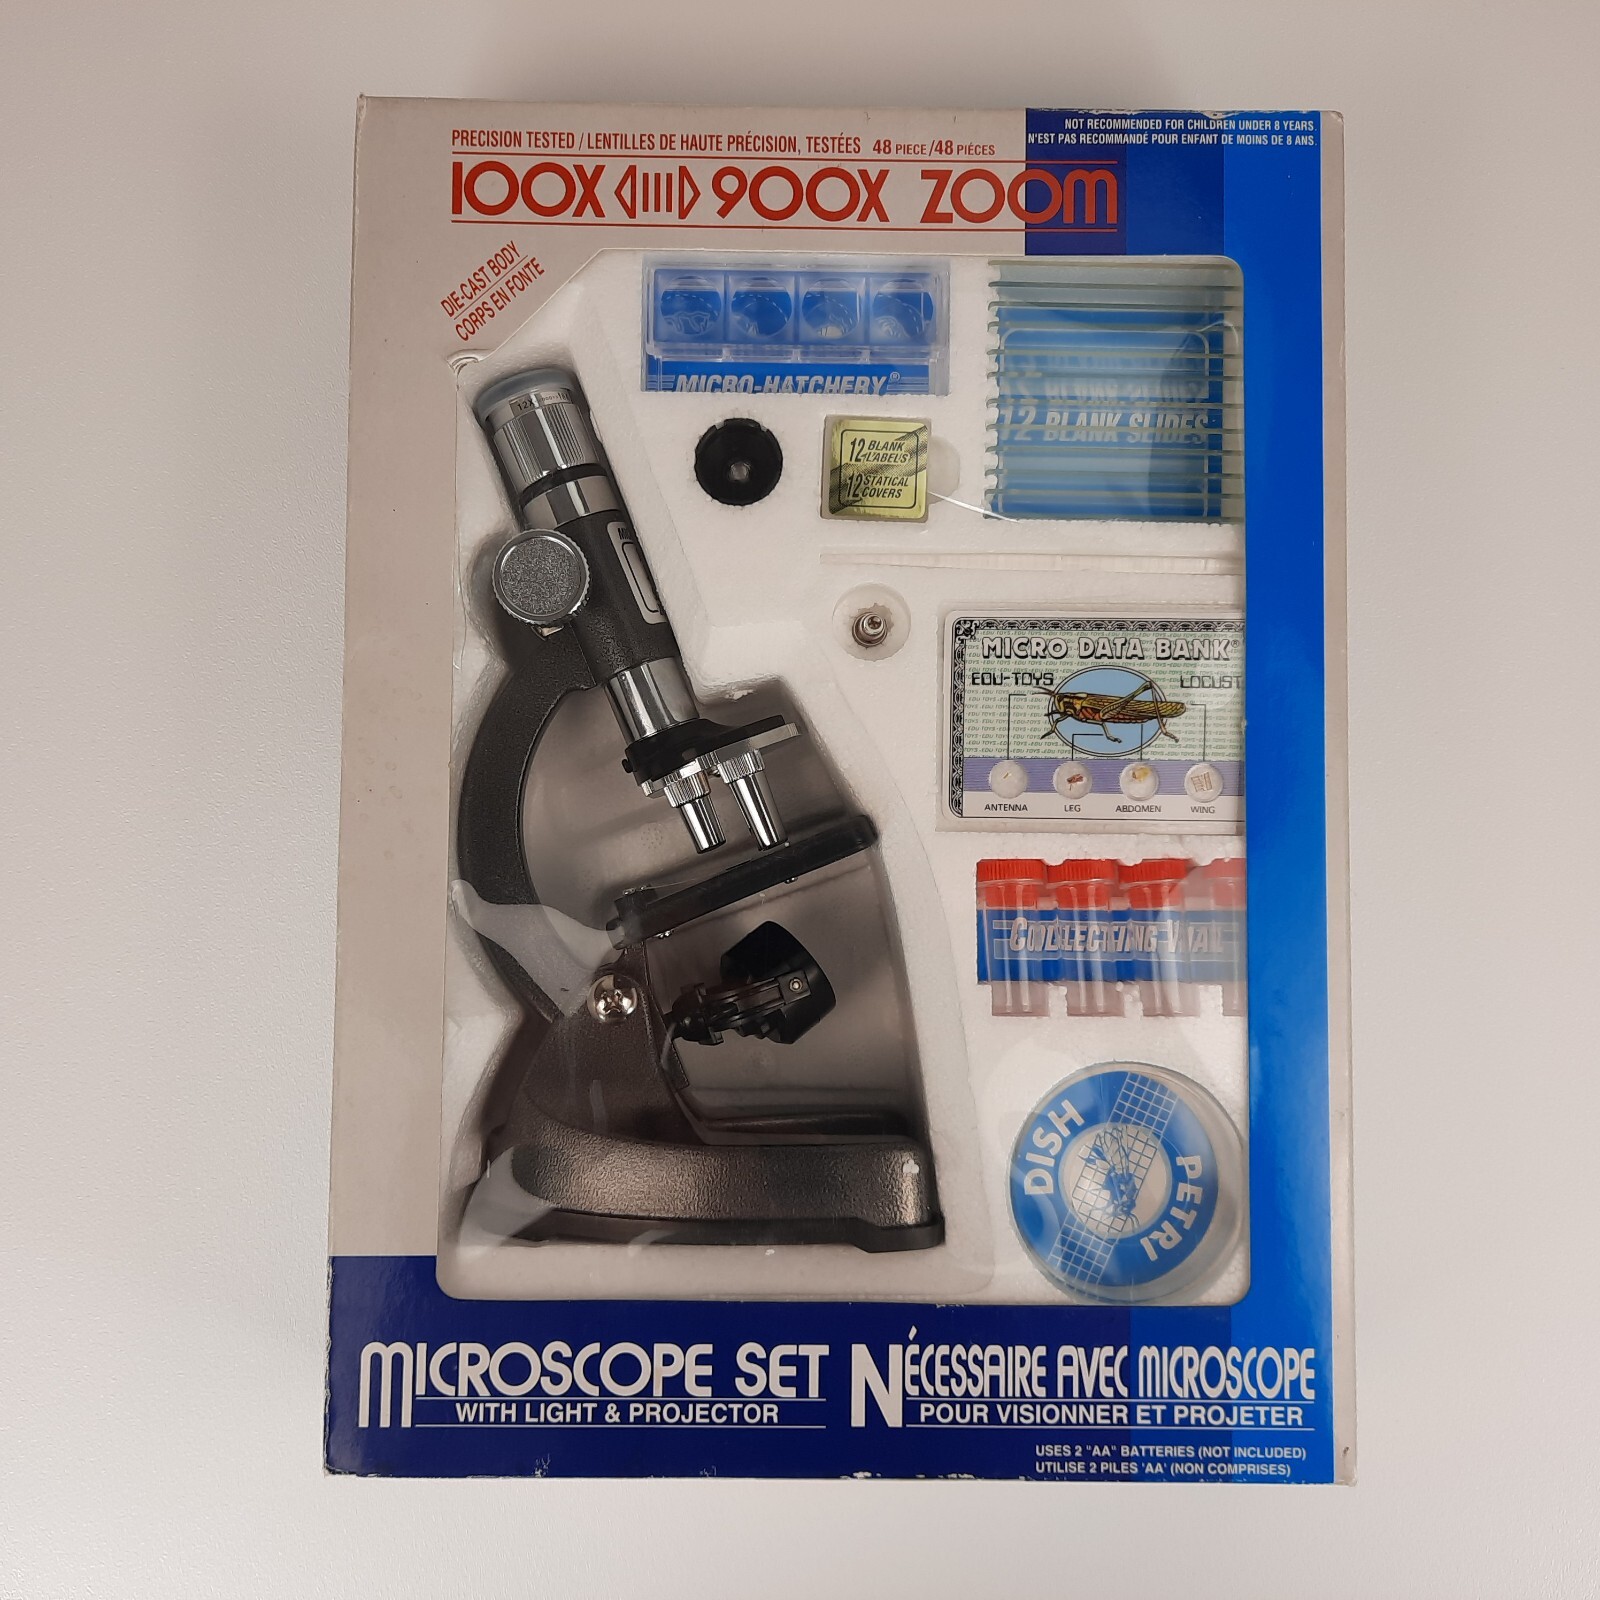 PRECISION TESTED / LENTILLES DE HAUTE PRÉCISION, TESTÉES 48 PIECE/48 PIÉCES
100X 900X ZOOM
NOT RECOMMENDED FOR CHILDREN UNDER 8 YEARS.
N'EST PAS RECOMMANDÉ POUR ENFANT DE MOINS DE 8 ANS.
DIE-CAST BODY
CORPS EN FONTE
MICRO-HATCHERY®
12 BLANK SLIDES
12 BLANK LABELS
12 STATICAL COVERS
12X
MICRO DATA BANK®
EDU-TOYS LOCUST
ANTENNA LEG ABDOMEN WING
COLLECTING VIAL
DISH
PETRI
MICROSCOPE SET
WITH LIGHT & PROJECTOR
NÉCESSAIRE AVEC MICROSCOPE
POUR VISIONNER ET PROJETER
USES 2 "AA" BATTERIES (NOT INCLUDED)
UTILISE 2 PILES 'AA' (NON COMPRISES)